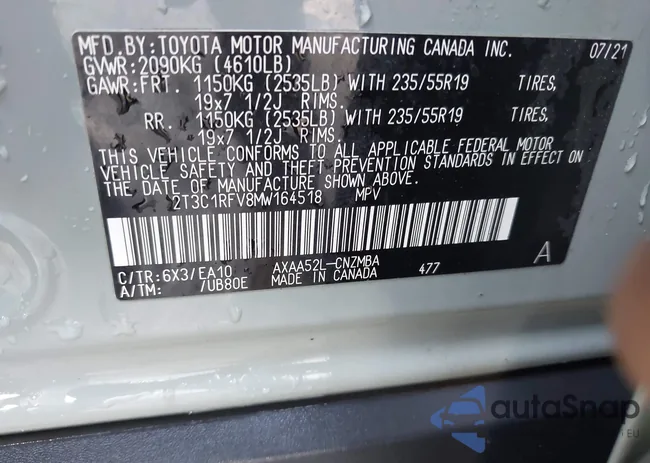 MFD.BY: TOYOTA MOTOR MANUFACTURING CANADA INC. 07/21
GVWR:2090KG (4610LB)
GAWR:FRT. 1150KG (2535LB) WITH 235/55R19 TIRES,
19x7 1/2J RIMS.
RR. 1150KG (2535LB) WITH 235/55R19 TIRES,
19x7 1/2J RIMS.
THIS VEHICLE CONFORMS TO ALL APPLICABLE FEDERAL MOTOR
VEHICLE SAFETY AND THEFT PREVENTION STANDARDS IN EFFECT ON
THE DATE OF MANUFACTURE SHOWN ABOVE.
2T3C1RFV8MW164518 MPV
C/TR:6X3/EA10 AXAA52L-CNZMBA 477 A
A/TM: /UB80E MADE IN CANADA
autoSnap
EU